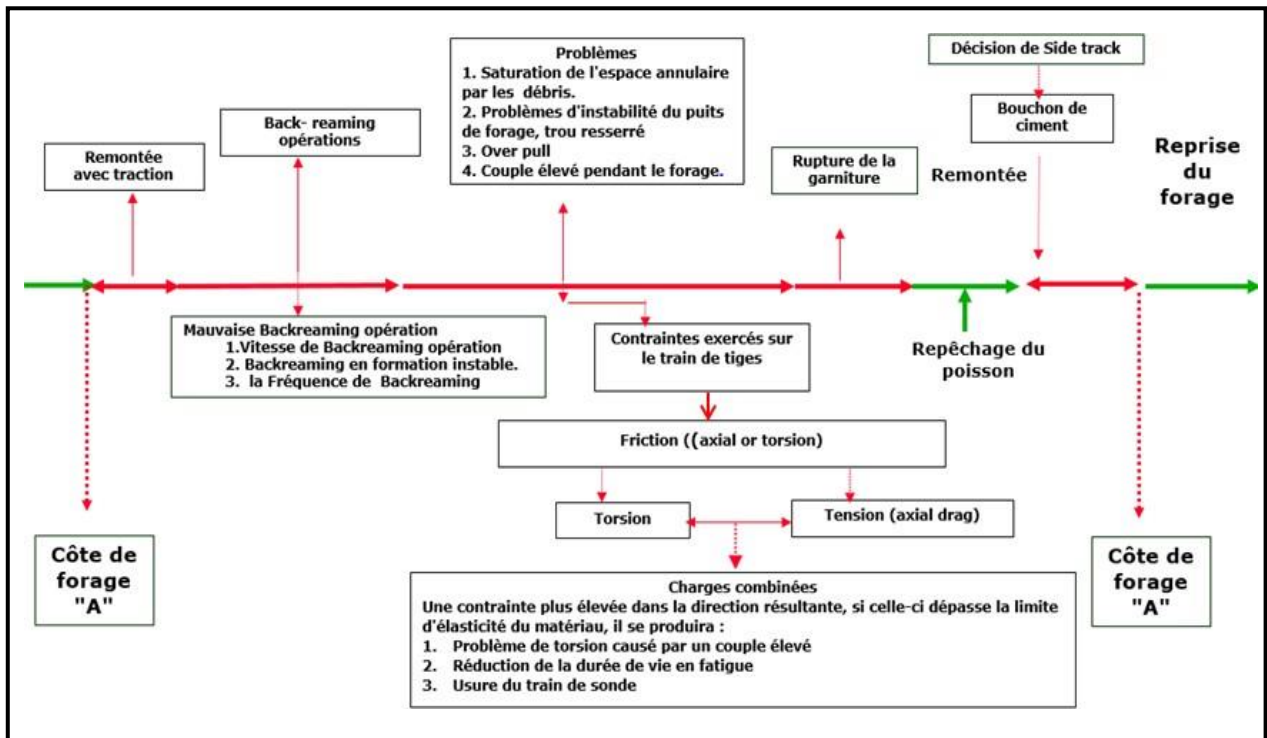 Problèmes
1. Saturation de l'espace annulaire
par les débris.
2. Problèmes d'instabilité du puits
de forage, trou resserré
3. Over pull
4. Couple élevé pendant le forage.
Décision de Side track
Bouchon de
ciment
Back- reaming
opérations
Remontée
avec traction
Rupture de la
garniture
Remontée
Reprise
du
forage
Mauvaise Backreaming opération
1.Vitesse de Backreaming opération
2. Backreaming en formation instable.
3. la Fréquence de Backreaming
Contraintes exercés sur
le train de tiges
Repêchage du
poisson
Friction ((axial or torsion)
Torsion
Tension (axial drag)
Côte de
forage
"A"
Côte de
forage
"A"
Charges combinées
Une contrainte plus élevée dans la direction résultante, si celle-ci dépasse la limite
d'élasticité du matériau, il se produira :
1. Problème de torsion causé par un couple élevé
2. Réduction de la durée de vie en fatigue
3. Usure du train de sonde